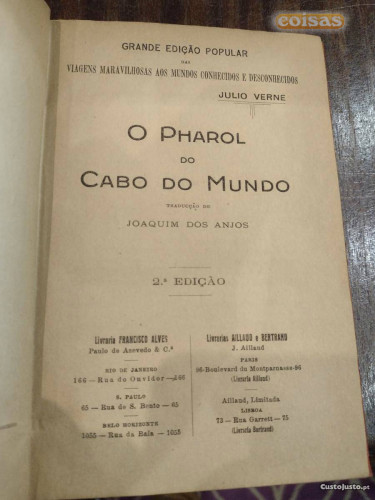 coisas
GRANDE EDIÇÃO POPULAR
DAS
VIAGENS MARAVILHOSAS AOS MUNDOS CONHECIDOS E DESCONHECIDOS
JULIO VERNE
O PHAROL
DO
CABO DO MUNDO
TRADUCÇÃO DE
JOAQUIM DOS ANJOS
2.ª EDIÇÃO
Livraria FRANCISCO ALVES
Paulo de Azevedo & C.ª
RIO DE JANEIRO
166 — Rua do Ouvidor — 166
S. PAULO
65 — Rua de S. Bento — 65
BELO HORIZONTE
1055 — Rua da Baía — 1055
Livrarias AILLAUD e BERTRAND
J. Aillaud
PARIS
96-Boulevard du Montparnasse-96
(Livraria Aillaud)
Aillaud, Limitada
LISBOA
73 — Rua Garrett — 75
(Livraria Bertrand)
CustoJusto.pt